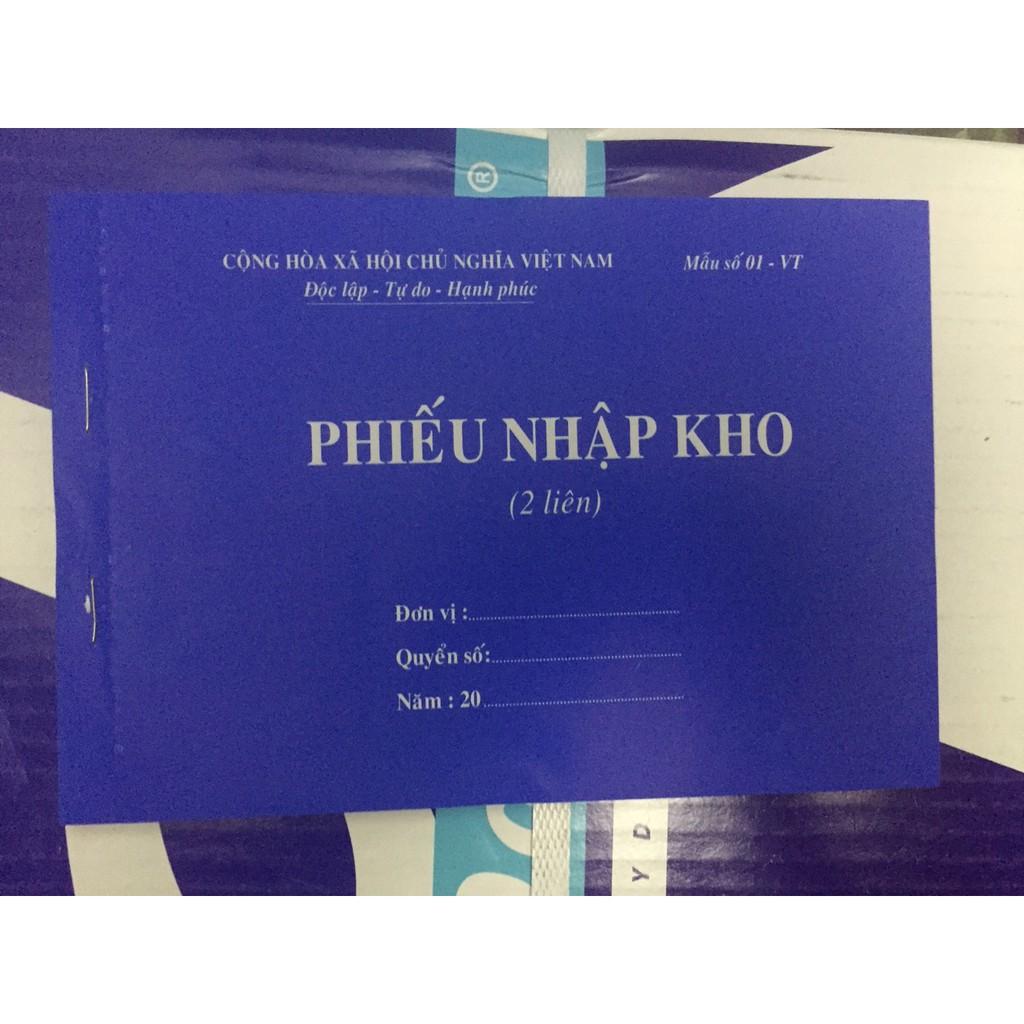 ®
CỘNG HÒA XÃ HỘI CHỦ NGHĨA VIỆT NAM
Mẫu số 01 - VT
Độc lập - Tự do - Hạnh phúc
PHIẾU NHẬP KHO
(2 liên)
Đơn vị :
Quyển số:
Năm : 20
Y D